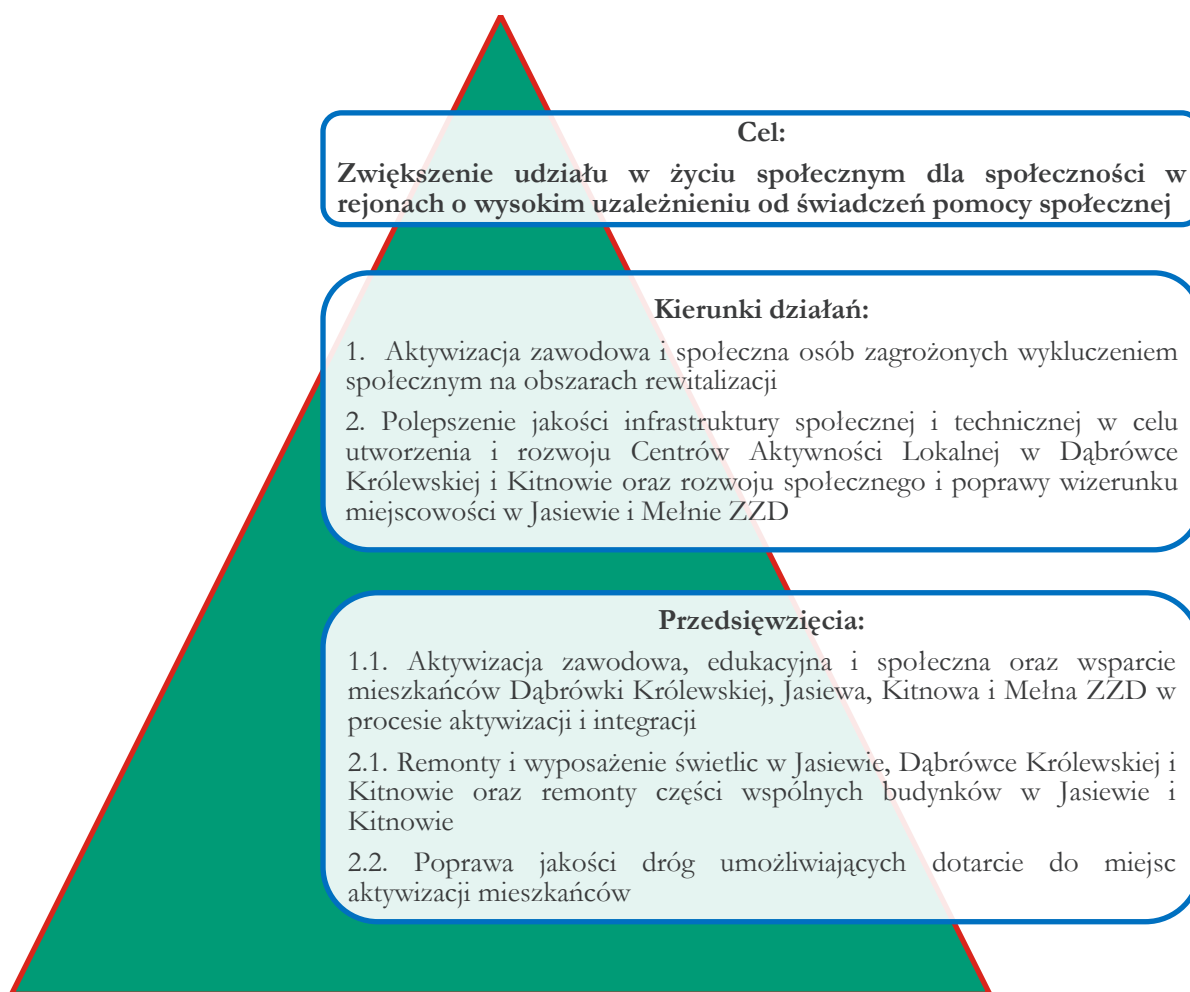 Cel:
Zwiększenie udziału w życiu społecznym dla społeczności w
rejonach o wysokim uzależnieniu od świadczeń pomocy społecznej
Kierunki działań:
1. Aktywizacja zawodowa i społeczna osób zagrożonych wykluczeniem
społecznym na obszarach rewitalizacji
2. Polepszenie jakości infrastruktury społecznej i technicznej w celu
utworzenia i rozwoju Centrów Aktywności Lokalnej w Dąbrówce
Królewskiej i Kitnowie oraz rozwoju społecznego i poprawy wizerunku
miejscowości w Jasiewie i Mełnie ZZD
Przedsięwzięcia:
1.1. Aktywizacja zawodowa, edukacyjna i społeczna oraz wsparcie
mieszkańców Dąbrówki Królewskiej, Jasiewa, Kitnowa i Mełna ZZD w
procesie aktywizacji i integracji
2.1. Remonty i wyposażenie świetlic w Jasiewie, Dąbrówce Królewskiej i
Kitnowie oraz remonty części wspólnych budynków w Jasiewie i
Kitnowie
2.2. Poprawa jakości dróg umożliwiających dotarcie do miejsc
aktywizacji mieszkańców